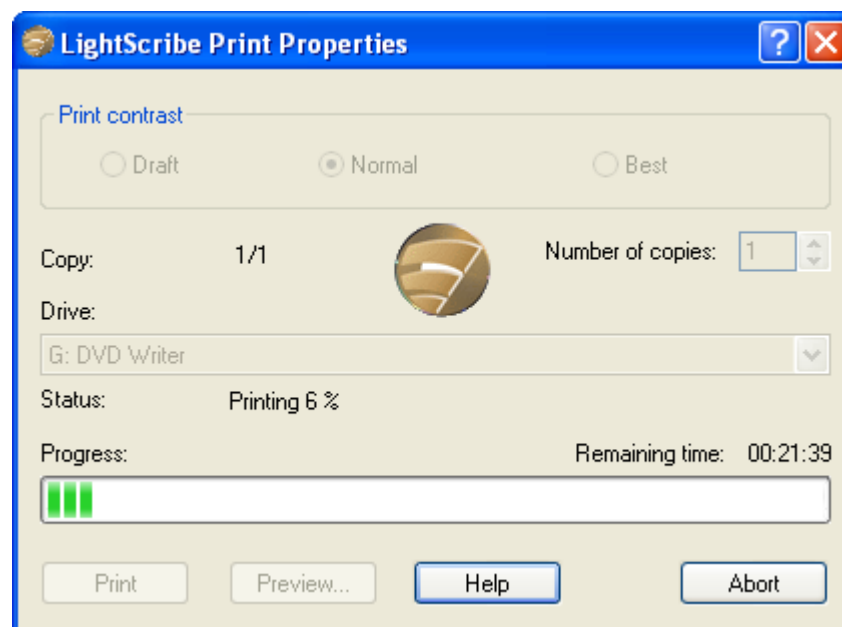 LightScribe Print Properties
Print contrast
Draft Normal Best
Copy: 1/1 Number of copies: 1
Drive:
G: DVD Writer
Status: Printing 6 %
Progress: Remaining time: 00:21:39
Print Preview... Help Abort